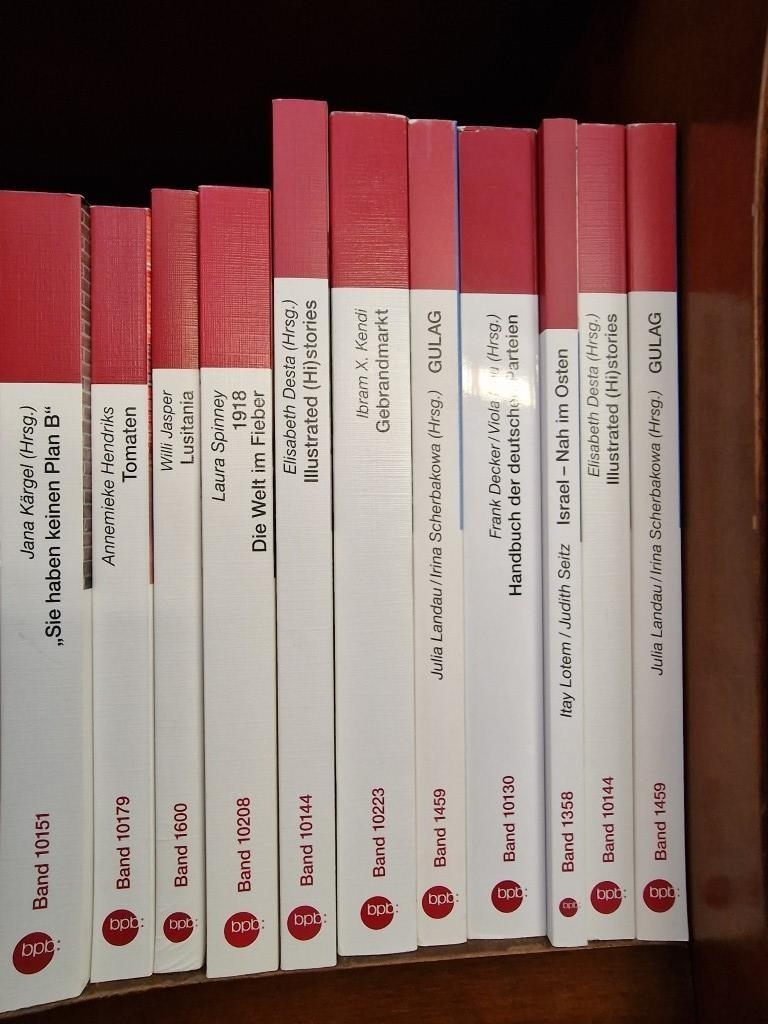 Jana Kärgel (Hrsg.)
„Sie haben keinen Plan B“
Band 10151
bpb:
Annemieke Hendriks
Tomaten
Band 10179
bpb:
Willi Jasper
Lusitania
Band 1600
bpb:
Laura Spinney
1918
Die Welt im Fieber
Band 10208
bpb:
Elisabeth Desta (Hrsg.)
Illustrated (Hi)stories
Band 10144
bpb:
Ibram X. Kendi
Gebrandmarkt
Band 10223
bpb:
Julia Landau / Irina Scherbakowa (Hrsg.) GULAG
Band 1459
bpb:
Frank Decker / Viola (Hrsg.)
Handbuch der deutschen Parteien
Band 10130
bpb:
Itay Lotem / Judith Seitz Israel – Nah im Osten
Band 1358
bpb:
Elisabeth Desta (Hrsg.)
Illustrated (Hi)stories
Band 10144
bpb:
Julia Landau / Irina Scherbakowa (Hrsg.) GULAG
Band 1459
bpb: